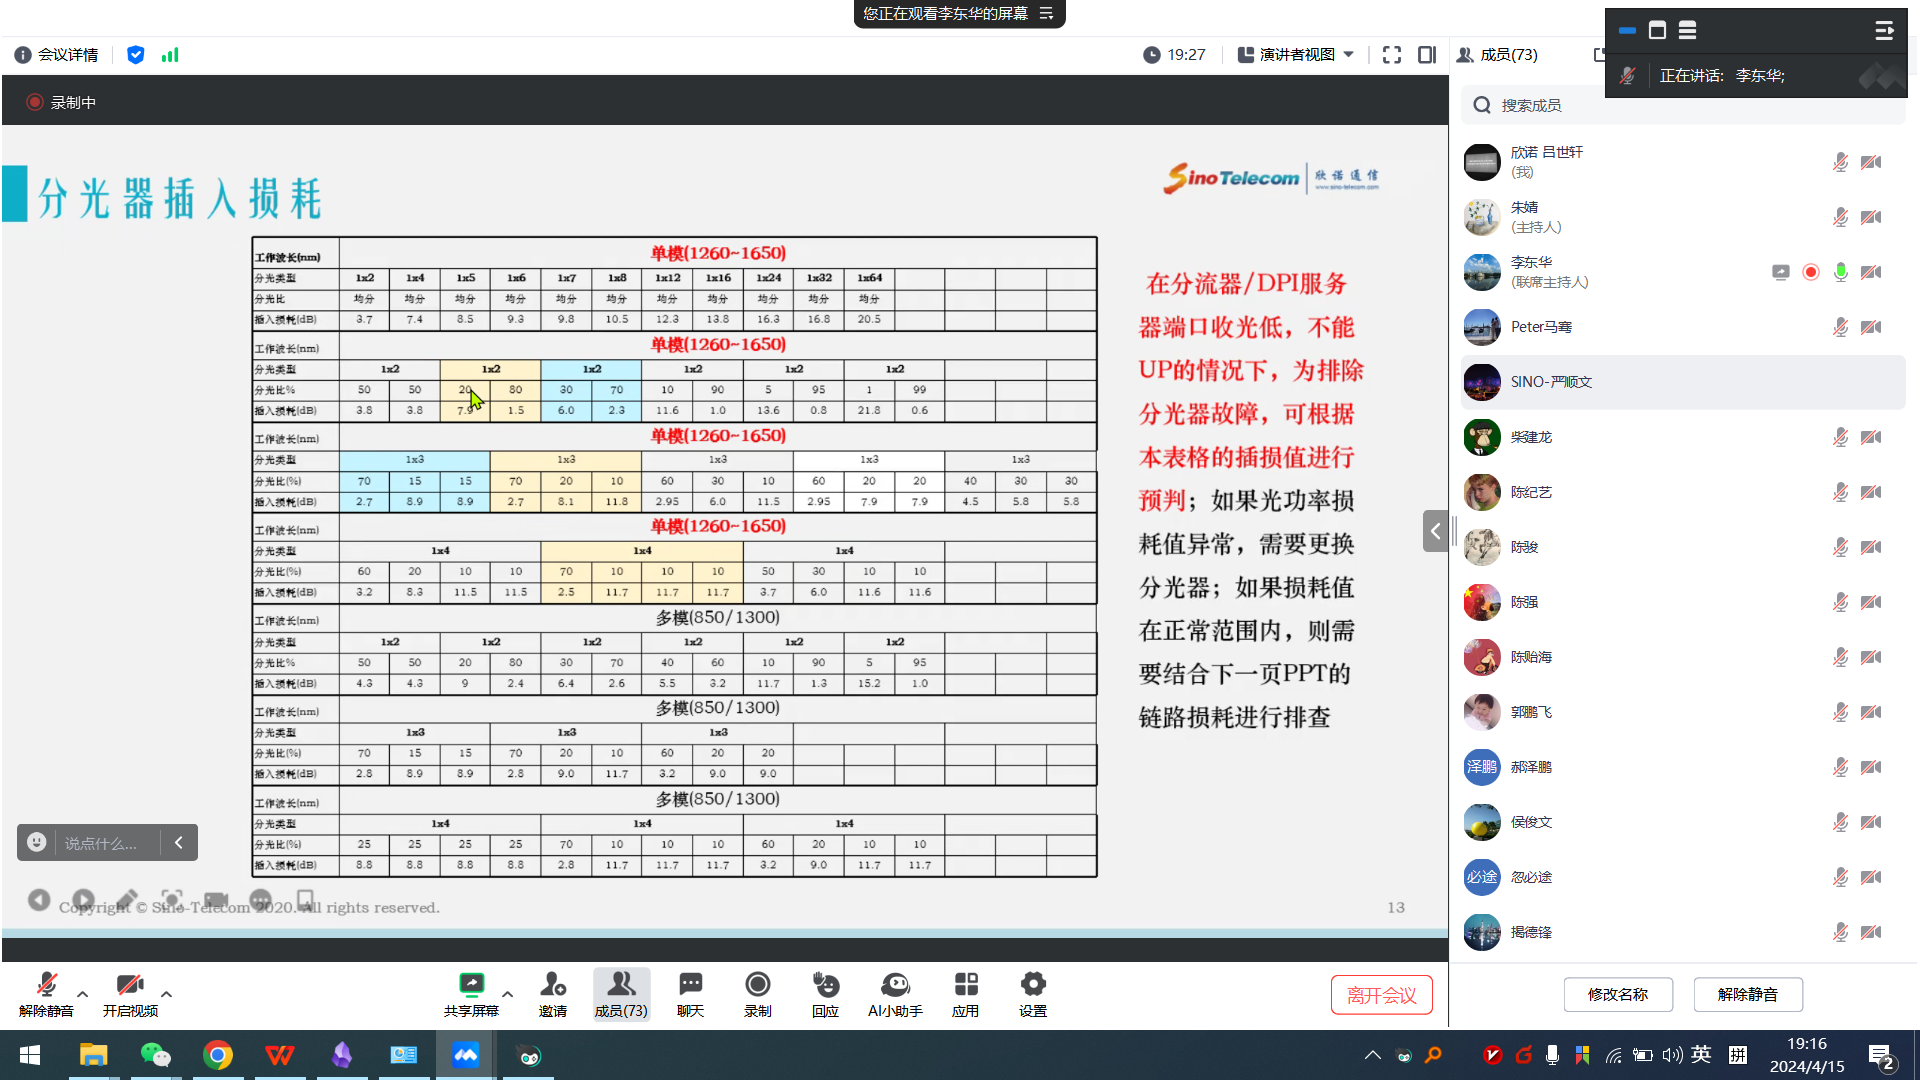 您正在观看李东华的屏幕
会议详情
19:27
演讲者视图
成员(73)
正在讲话: 李东华;
录制中
搜索成员
分光器插入损耗
SinoTelecom 欣诺通信
www.sino-telecom.com
工作波长(nm) 单模(1260~1650)
分光类型 1x2 1x4 1x5 1x6 1x7 1x8 1x12 1x16 1x24 1x32 1x64
分光比 均分 均分 均分 均分 均分 均分 均分 均分 均分 均分 均分
插入损耗(dB) 3.7 7.4 8.5 9.3 9.8 10.5 12.3 13.8 16.3 16.8 20.5
工作波长(nm) 单模(1260~1650)
分光类型 1x2 1x2 1x2 1x2 1x2 1x2
分光比% 50 50 20 80 30 70 10 90 5 95 1 99
插入损耗(dB) 3.8 3.8 7.9 1.5 6.0 2.3 11.6 1.0 13.6 0.8 21.8 0.6
工作波长(nm) 单模(1260~1650)
分光类型 1x3 1x3 1x3 1x3 1x3
分光比(%) 70 15 15 70 20 10 60 30 10 60 20 20 40 30 30
插入损耗(dB) 2.7 8.9 8.9 2.7 8.1 11.8 2.95 6.0 11.5 2.95 7.9 7.9 4.5 5.8 5.8
工作波长(nm) 单模(1260~1650)
分光类型 1x4 1x4 1x4
分光比(%) 60 20 10 10 70 10 10 10 50 30 10 10
插入损耗(dB) 3.2 8.3 11.5 11.5 2.5 11.7 11.7 11.7 3.7 6.0 11.6 11.6
工作波长(nm) 多模(850/1300)
分光类型 1x2 1x2 1x2 1x2 1x2 1x2
分光比% 50 50 20 80 30 70 40 60 10 90 5 95
插入损耗(dB) 4.3 4.3 9 2.4 6.4 2.6 5.5 3.2 11.7 1.3 15.2 1.0
工作波长(nm) 多模(850/1300)
分光类型 1x3 1x3 1x3
分光比(%) 70 15 15 70 20 10 60 20 20
插入损耗(dB) 2.8 8.9 8.9 2.8 9.0 11.7 3.2 9.0 9.0
工作波长(nm) 多模(850/1300)
分光类型 1x4 1x4 1x4
分光比(%) 25 25 25 25 70 10 10 10 60 20 10 10
插入损耗(dB) 8.8 8.8 8.8 8.8 2.8 11.7 11.7 11.7 3.2 9.0 11.7 11.7
在分流器/DPI服务
器端口收光低，不能
UP的情况下，为排除
分光器故障，可根据
本表格的插损值进行
预判；如果光功率损
耗值异常，需要更换
分光器；如果损耗值
在正常范围内，则需
要结合下一页PPT的
链路损耗进行排查
说点什么...
Copyright © Sino-Telecom 2020. All rights reserved.
13
欣诺 吕世轩
(我)
朱婧
(主持人)
李东华
(联席主持人)
Peter马骞
SINO-严顺文
柴建龙
陈纪艺
陈骏
陈强
陈贻海
郭鹏飞
泽鹏 郝泽鹏
侯俊文
必途 忽必途
揭德锋
修改名称
解除静音
解除静音
开启视频
共享屏幕
邀请
成员(73)
聊天
录制
回应
AI小助手
应用
设置
离开会议
英
拼
19:16
2024/4/15
2